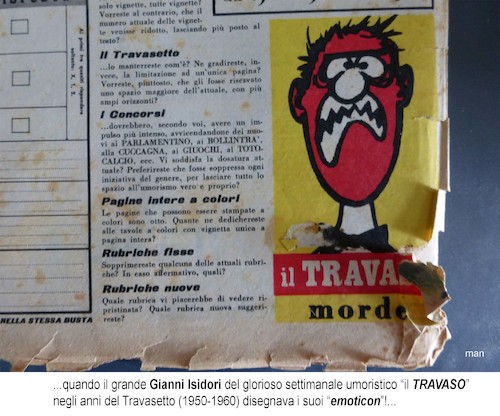 solo vignette, tutte vignette?
Vorreste al contrario, che il
numero attuale delle vignet-
te venisse ridotto, lasciando più posto al
testo?
Il Travasetto
...lo manterreste com'è? Ne gradireste, in-
vece, la limitazione ad un'unica pagina?
Vorreste, piuttosto, che gli fosse riservato
uno spazio maggiore dell'attuale, con più
ampi orizzonti?
I Concorsi
...dovrebbero, secondo voi, avere un im-
pulso più intenso, avvicendandone dei nuo-
vi al PARLAMENTINO, ai BOLLINTRA',
alla CUCCAGNA, ai GIUOCHI, al TOTO-
CALCIO, ecc. Vi soddisfa la dosatura at-
tuale? Preferireste che fosse soppressa ogni
iniziativa del genere, per lasciare tutto lo
spazio all'umorismo vero e proprio?
Pagine intere a colori
Le pagine che possono essere stampate a
colori sono otto. Quante ne dedichereste
alle tavole a colori con vignetta unica a
pagina intera?
Rubriche fisse
Sopprimereste qualcuna delle attuali rubri-
che? In caso affermativo, quali?
Rubriche nuove
Quale rubrica vi piacerebbe di vedere ri-
pristinata? Quale rubrica nuova suggeri-
reste?
NELLA STESSA BUSTA
il TRAVA
morde
man
...quando il grande Gianni Isidori del glorioso settimanale umoristico "il TRAVASO"
negli anni del Travasetto (1950-1960) disegnava i suoi "emoticon"!...